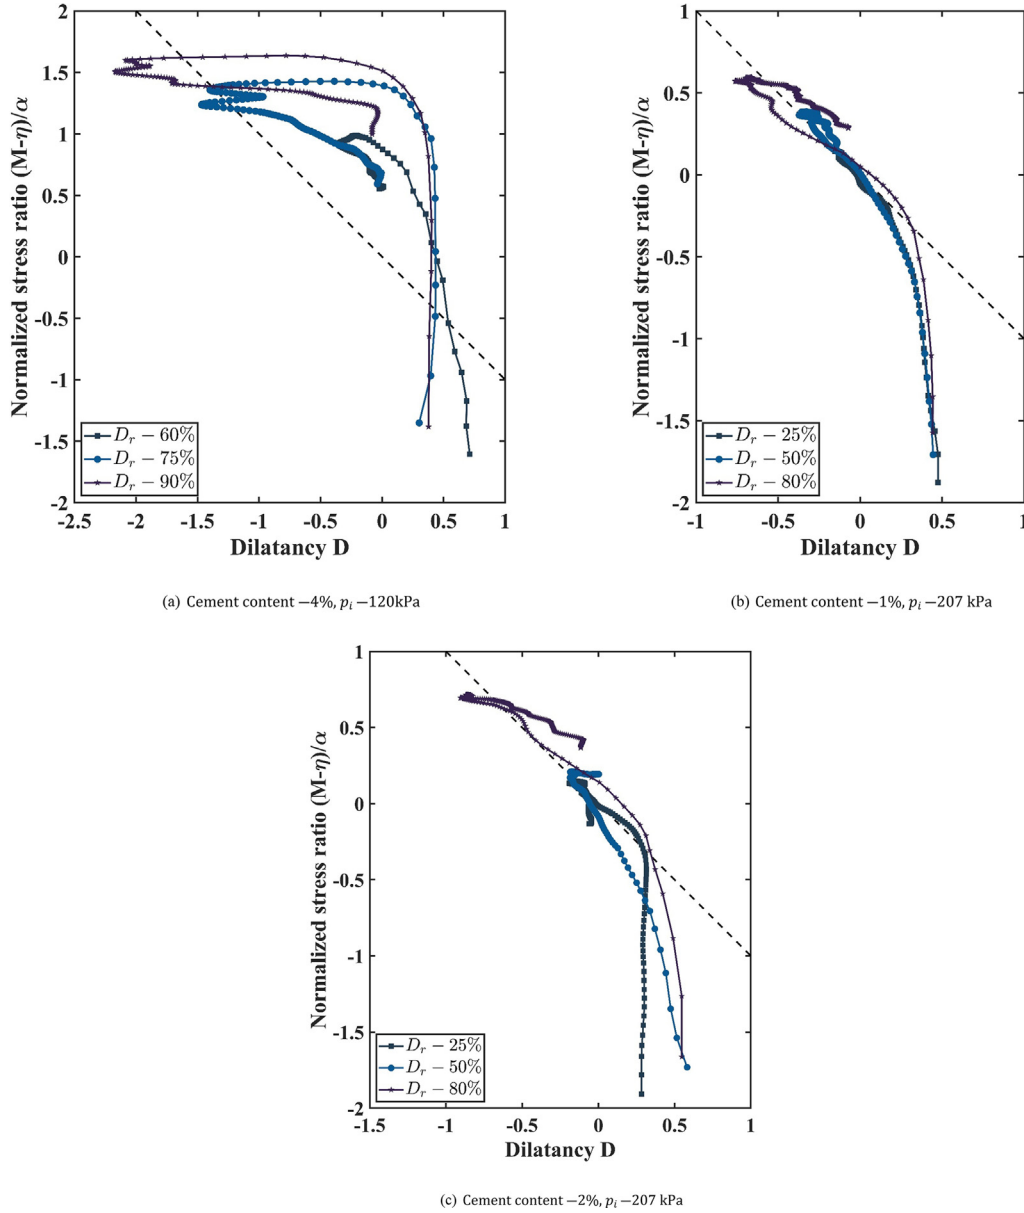 2
1.5
1
0.5
0
-0.5
-1
-1.5
-2
Normalized stress ratio (M-η)/α
-2.5 -2 -1.5 -1 -0.5 0 0.5 1
Dilatancy D
D_r − 60%
D_r − 75%
D_r − 90%
(a) Cement content −4%, p_i −120kPa
1
0.5
0
-0.5
-1
-1.5
-2
Normalized stress ratio (M-η)/α
-1 -0.5 0 0.5 1
Dilatancy D
D_r − 25%
D_r − 50%
D_r − 80%
(b) Cement content −1%, p_i −207 kPa
1
0.5
0
-0.5
-1
-1.5
-2
Normalized stress ratio (M-η)/α
-1.5 -1 -0.5 0 0.5 1
Dilatancy D
D_r − 25%
D_r − 50%
D_r − 80%
(c) Cement content −2%, p_i −207 kPa